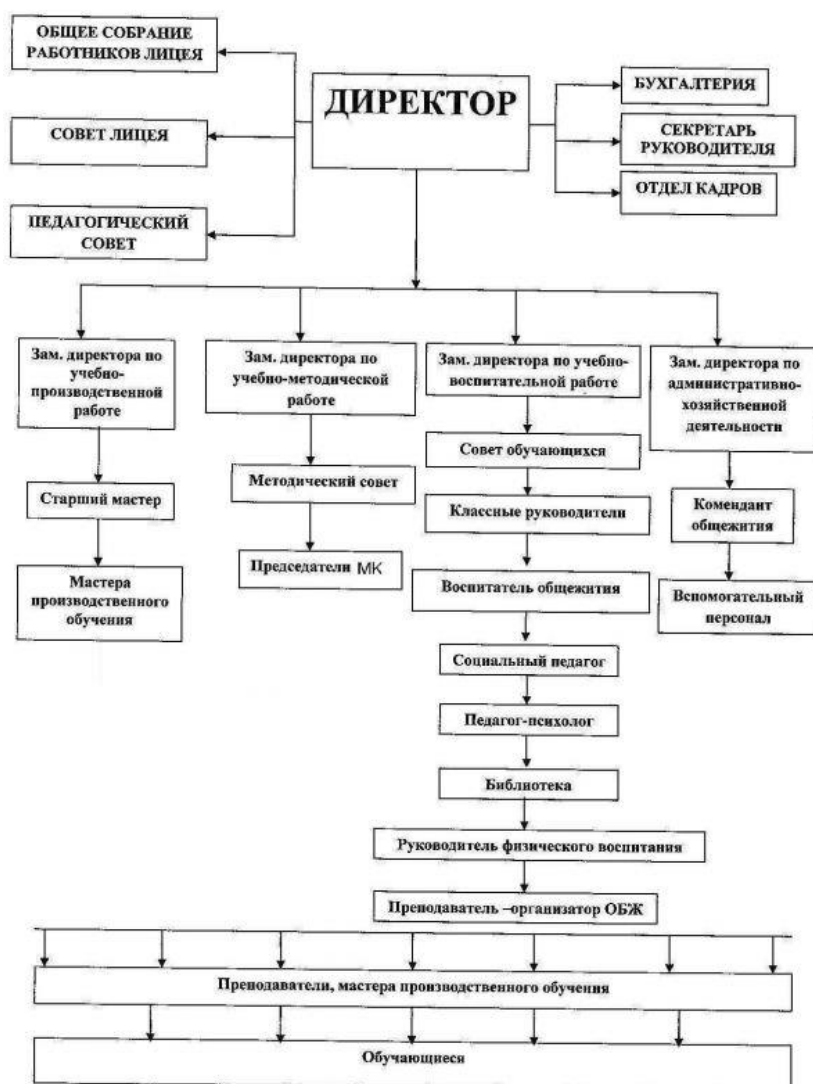 ОБЩЕЕ СОБРАНИЕ
РАБОТНИКОВ ЛИЦЕЯ
СОВЕТ ЛИЦЕЯ
ПЕДАГОГИЧЕСКИЙ
СОВЕТ
ДИРЕКТОР
БУХГАЛТЕРИЯ
СЕКРЕТАРЬ
РУКОВОДИТЕЛЯ
ОТДЕЛ КАДРОВ
Зам. директора по
учебно-
производственной
работе
Старший мастер
Мастера
производственного
обучения
Зам. директора по
учебно-методической
работе
Методический совет
Председатели МК
Зам. директора по учебно-
воспитательной работе
Совет обучающихся
Классные руководители
Воспитатель общежития
Социальный педагог
Педагог-психолог
Библиотека
Руководитель физического воспитания
Преподаватель –организатор ОБЖ
Зам. директора по
административно-
хозяйственной
деятельности
Комендант
общежития
Вспомогательный
персонал
Преподаватели, мастера производственного обучения
Обучающиеся